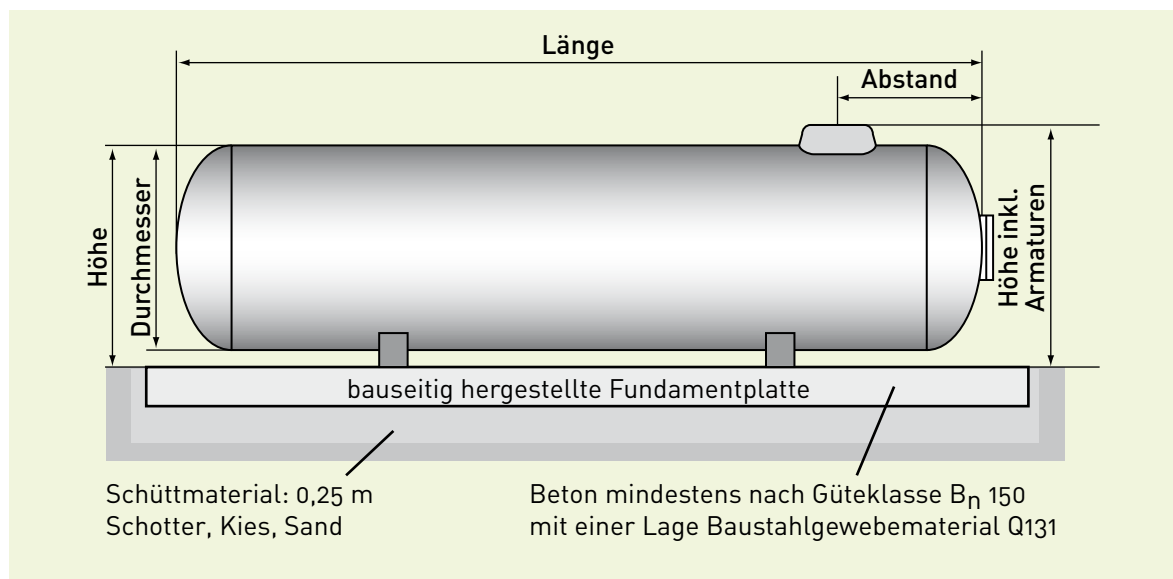 Länge
Abstand
Höhe
Durchmesser
Höhe inkl.
Armaturen
bauseitig hergestellte Fundamentplatte
Schüttmaterial: 0,25 m
Schotter, Kies, Sand
Beton mindestens nach Güteklasse Bn 150
mit einer Lage Baustahlgewebematerial Q131